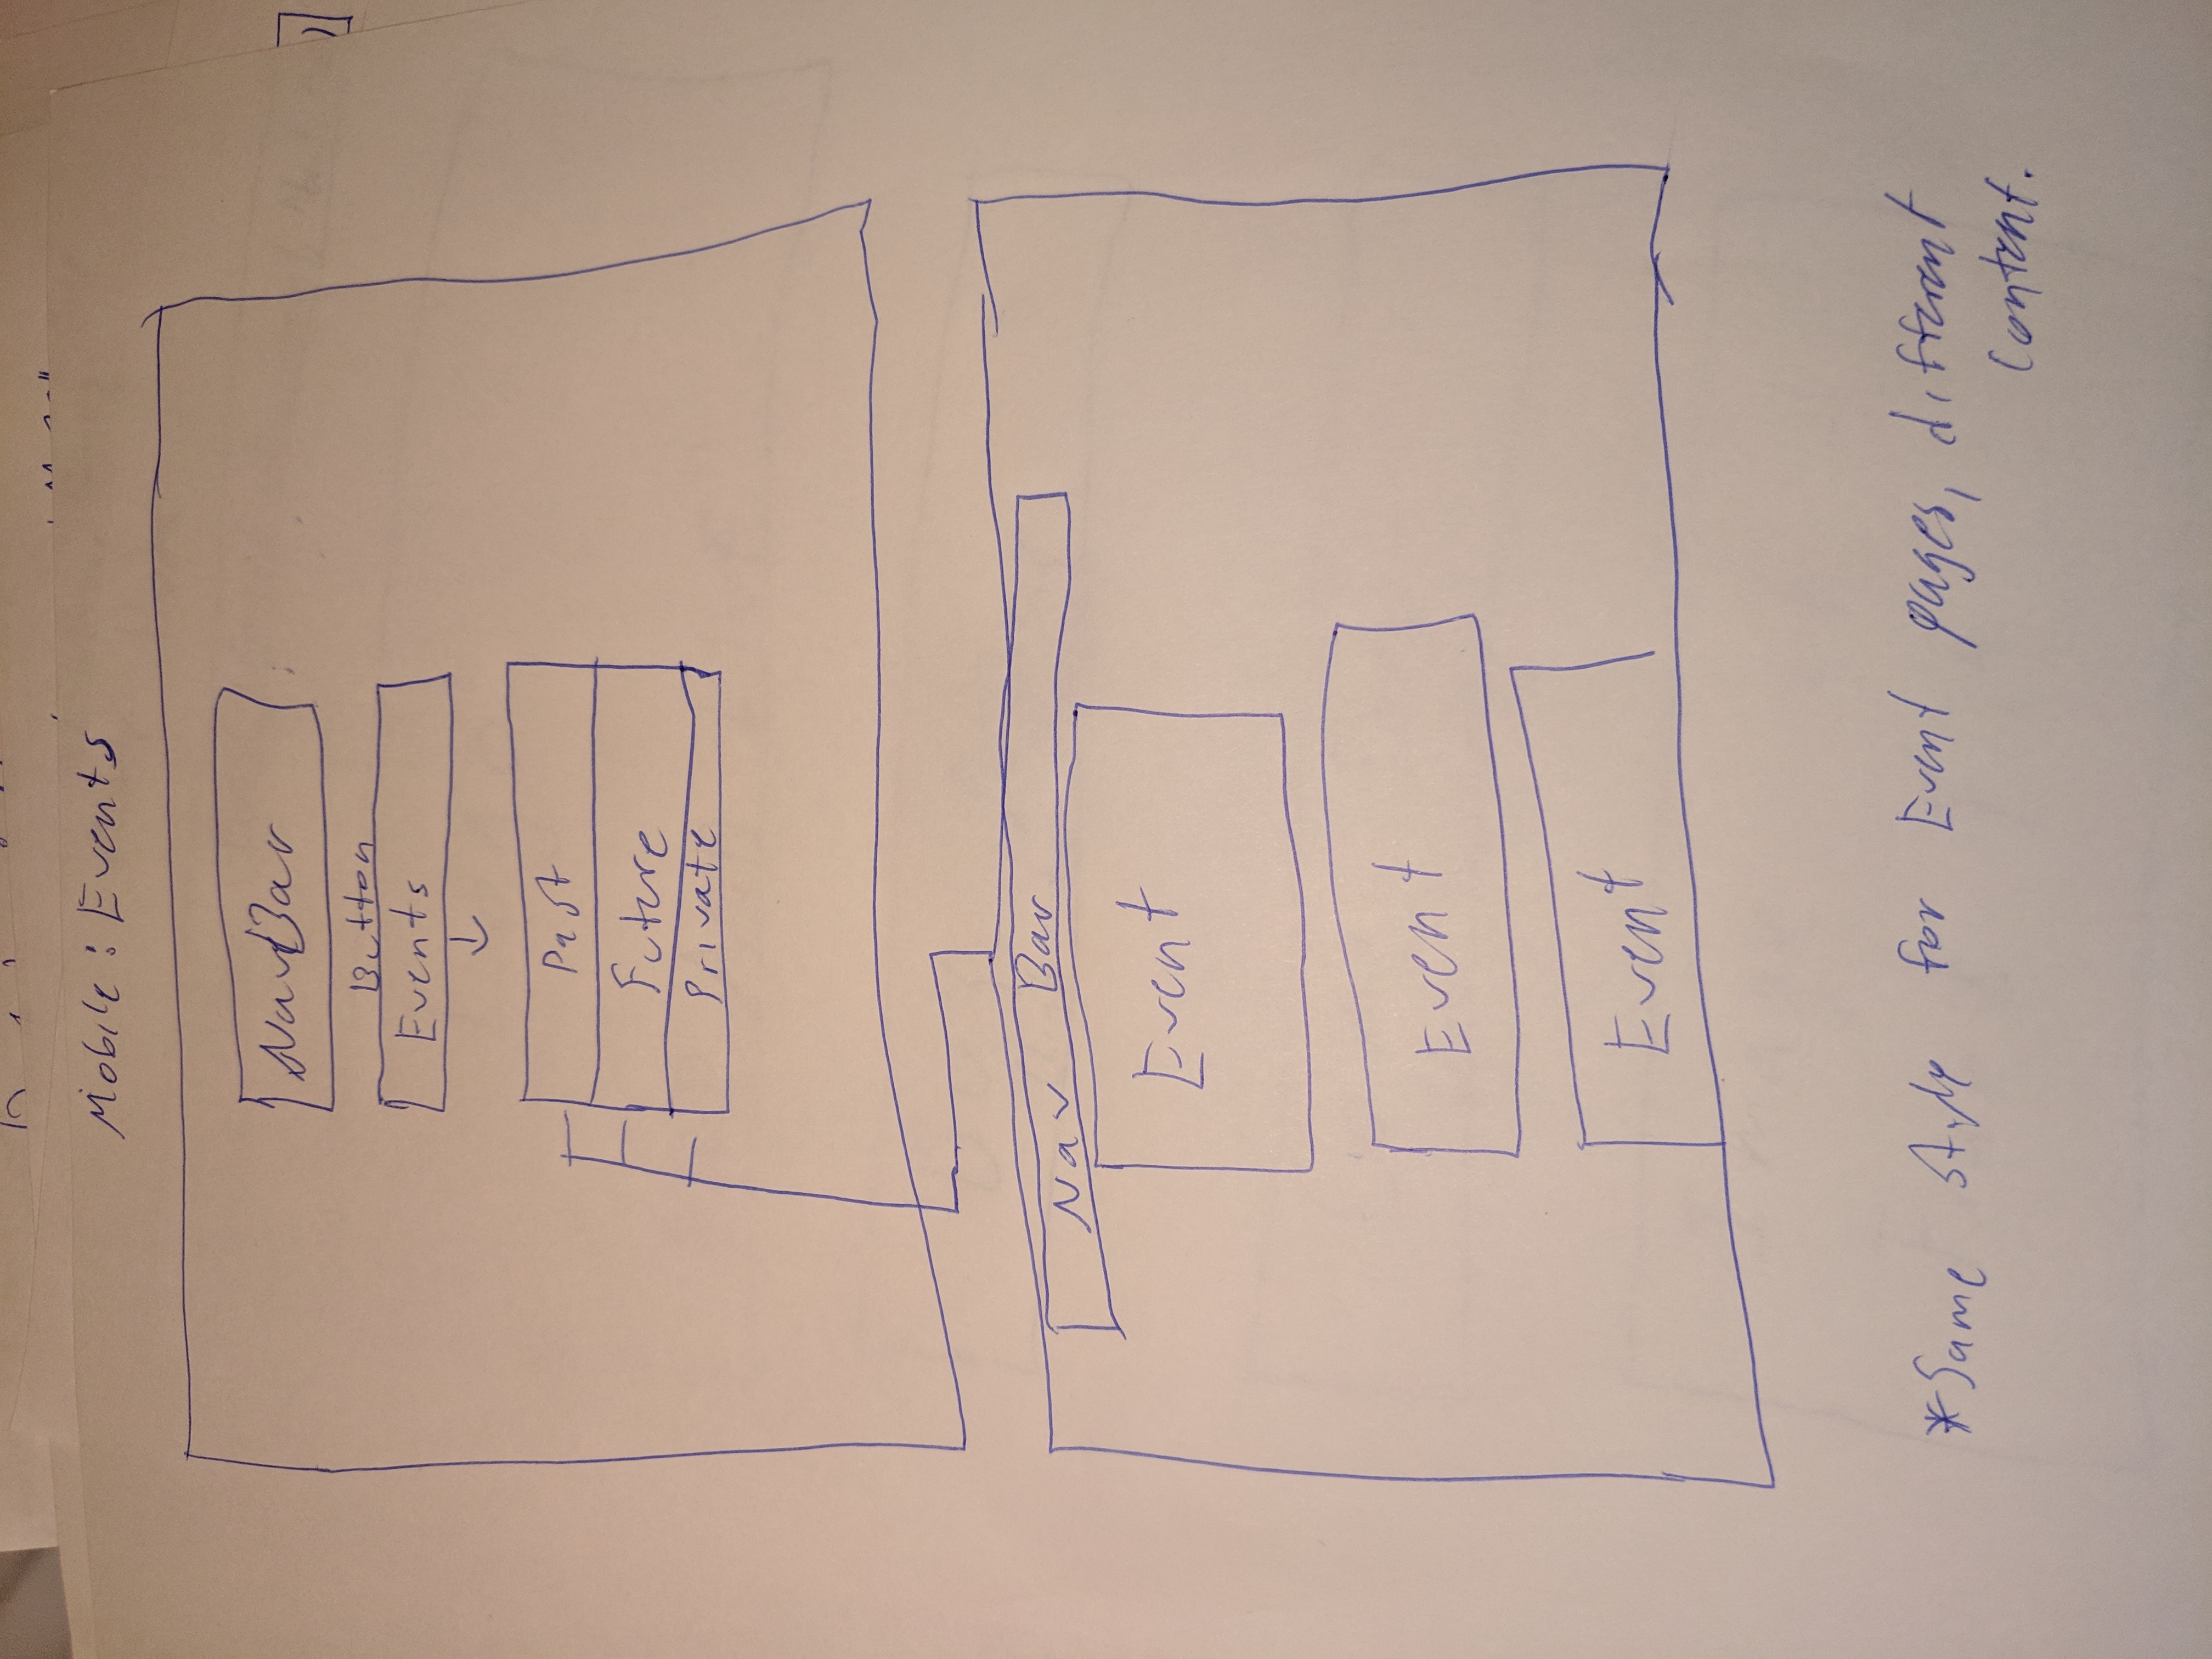 Mobile: Events
NavBar
Button
Events
Past
Future
Private
Nav Bar
Event
Event
Event
*Same style for Event pages, different
content.